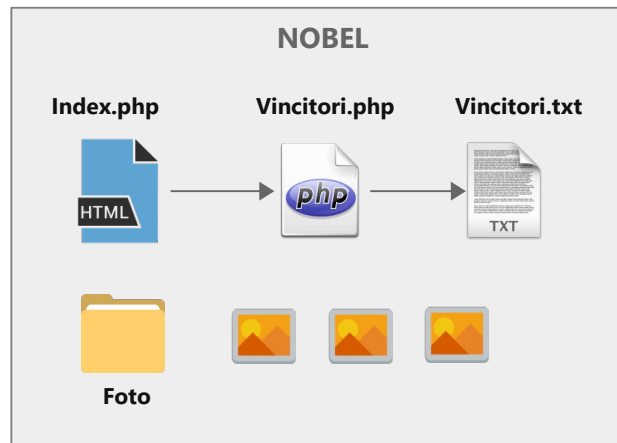 NOBEL
Index.php
Vincitori.php
Vincitori.txt
HTML
php
TXT
Foto